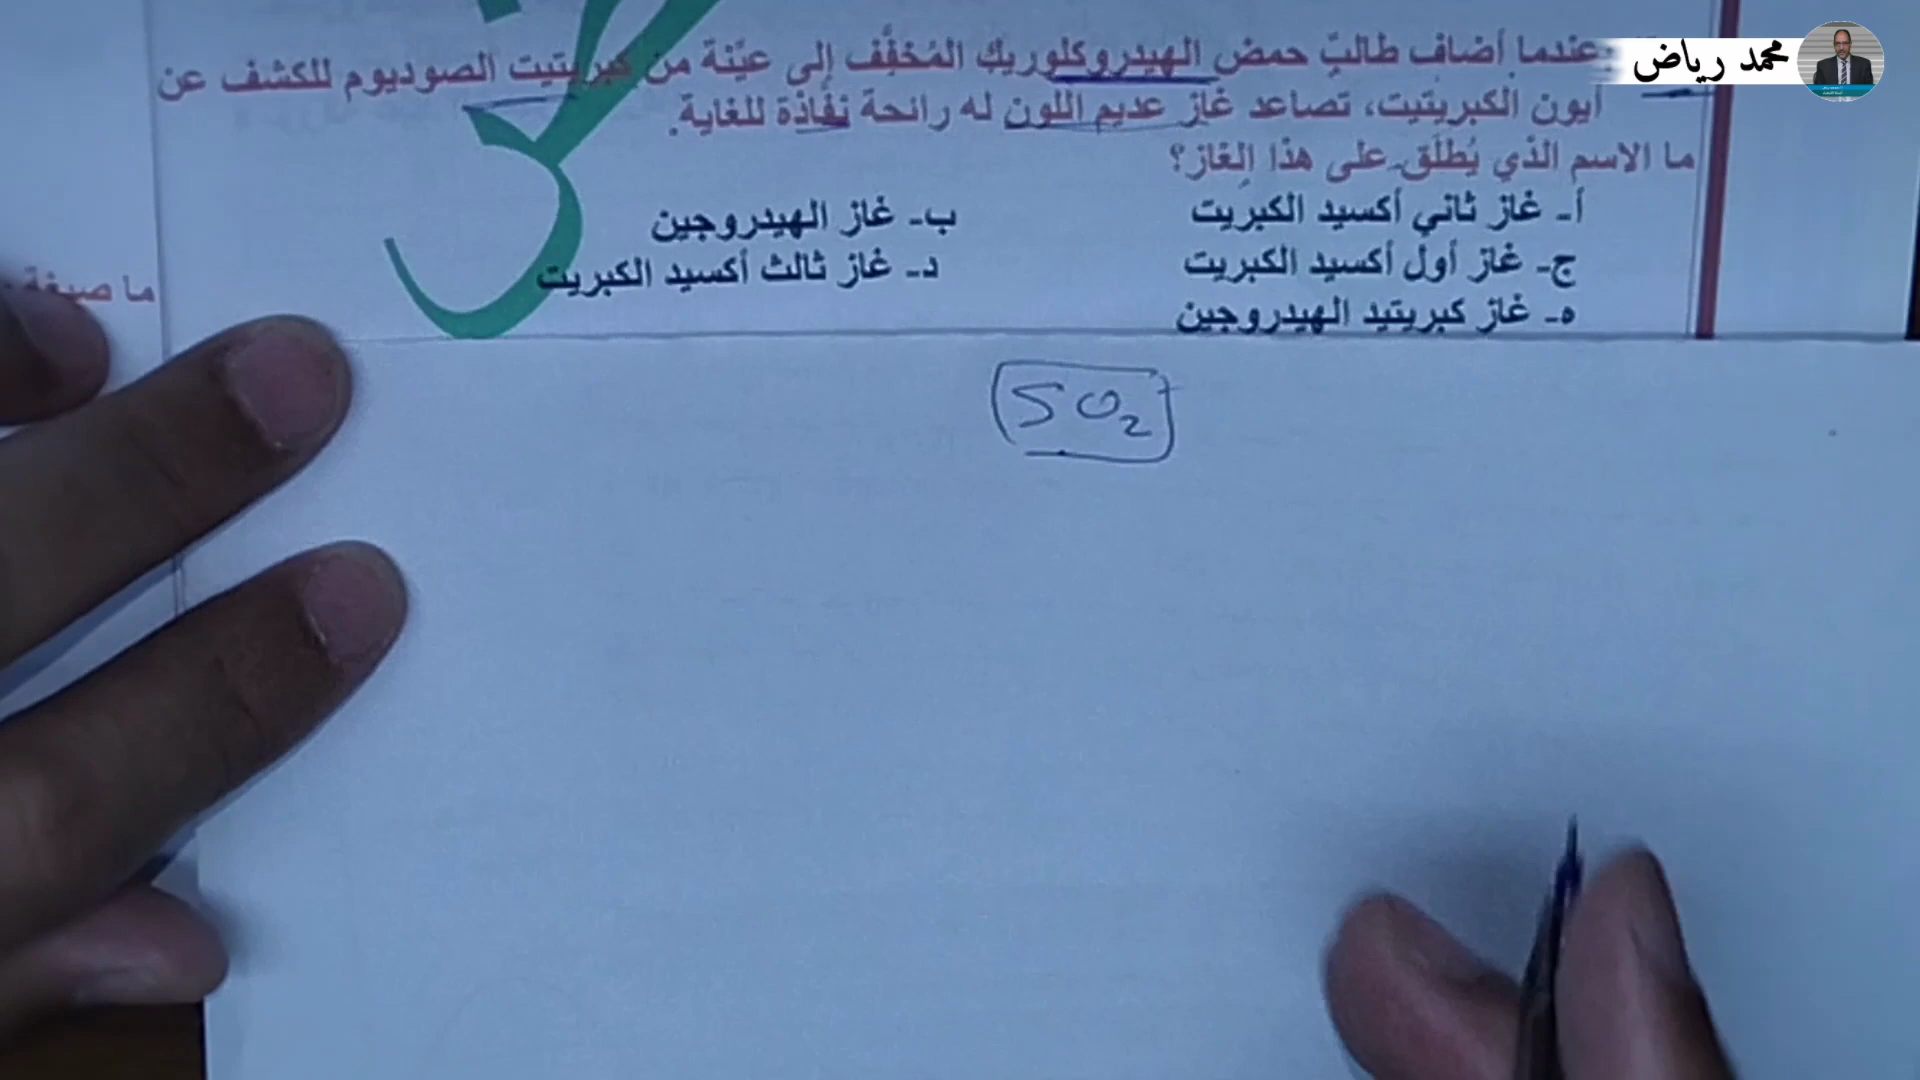 محمد رياض
عندما أضاف طالبٌ حمض الهيدروكلوريك المُخفَّف إلى عيّنة من كبريتيت الصوديوم للكشف عن
أيون الكبريتيت، تصاعد غاز عديم اللون له رائحة نفَّاذة للغاية.
ما الاسم الذي يُطلَق على هذا الغاز؟
أ- غاز ثاني أكسيد الكبريت
ب- غاز الهيدروجين
ج- غاز أول أكسيد الكبريت
د- غاز ثالث أكسيد الكبريت
ه- غاز كبريتيد الهيدروجين
ما صيغة
SO2